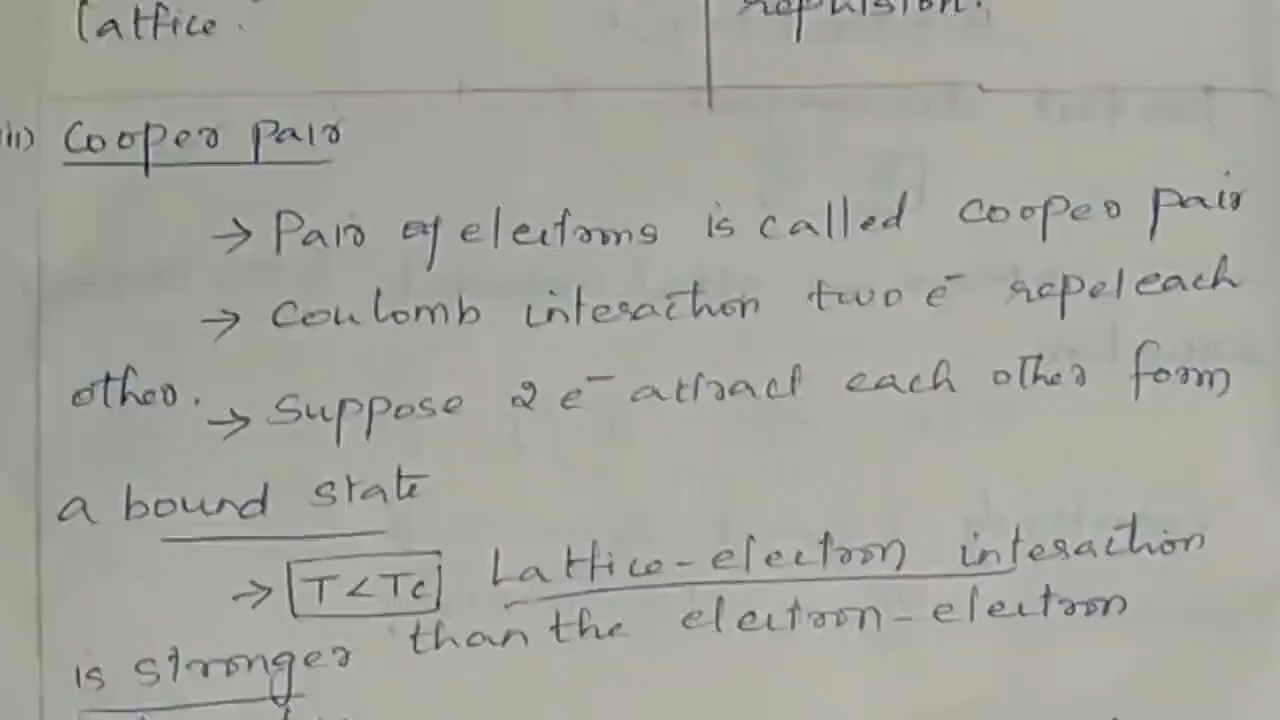 lattice.
repulsion.
iii) Cooper pair
→ Pair of electrons is called cooper pair
→ Coulomb interaction two e⁻ repel each
other.
→ Suppose 2 e⁻ attract each other form
a bound state
→ T<Tc Lattice-electron interaction
is stronger than the electron-electron